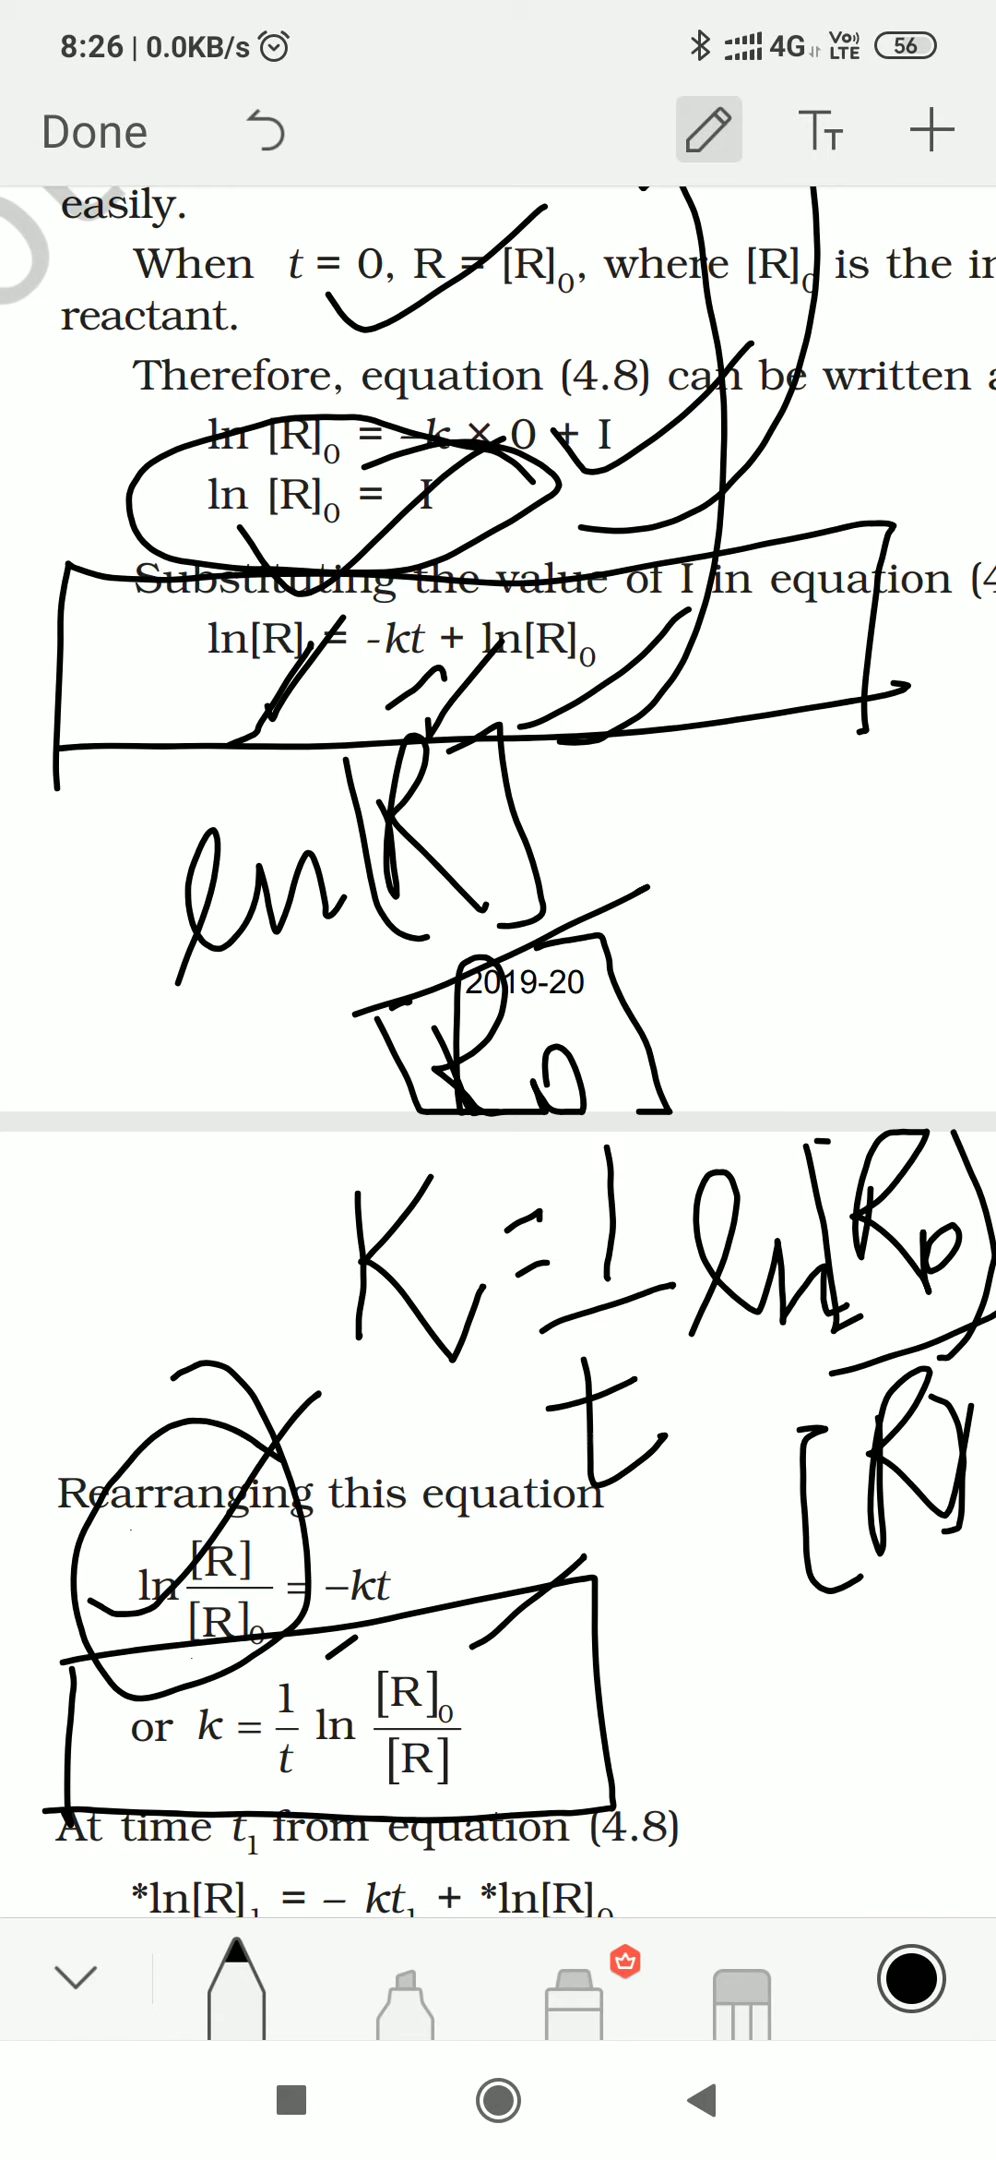 8:26 | 0.0KB/s 4G Vo)) LTE 56
Done TT
easily.
When t = 0, R = [R]₀, where [R]₀ is the in
reactant.
Therefore, equation (4.8) can be written a
ln [R]₀ = –k × 0 + I
ln [R]₀ = I
Substituting the value of I in equation (4
ln[R] = -kt + ln[R]₀
ln [R]
[R₀
2019-20
K = 1/t ln [R₀]/[R]
Rearranging this equation
ln [R]/[R]₀ = –kt
or k = 1/t ln [R]₀/[R]
At time t₁ from equation (4.8)
*ln[R]₁ = – kt₁ + *ln[R]₀